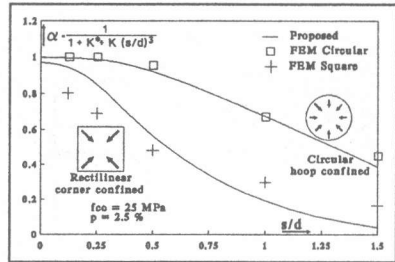 1.2
1
0.8
0.6
0.4
0.2
0
α = 1 / 1 + K + K (s/d)³
Proposed
FEM Circular
FEM Square
Rectilinear
corner confined
fco = 25 MPa
p = 2.5 %
Circular
hoop confined
s/d
0 0.25 0.5 0.75 1 1.25 1.5